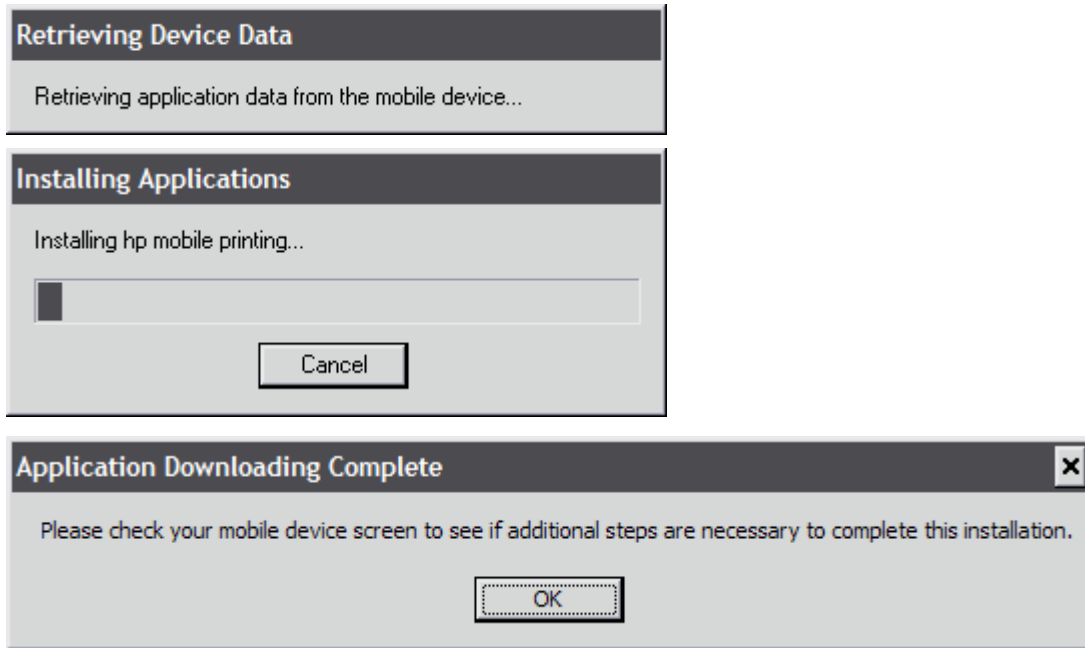 Retrieving Device Data
Retrieving application data from the mobile device...
Installing Applications
Installing hp mobile printing...
Cancel
Application Downloading Complete
Please check your mobile device screen to see if additional steps are necessary to complete this installation.
OK